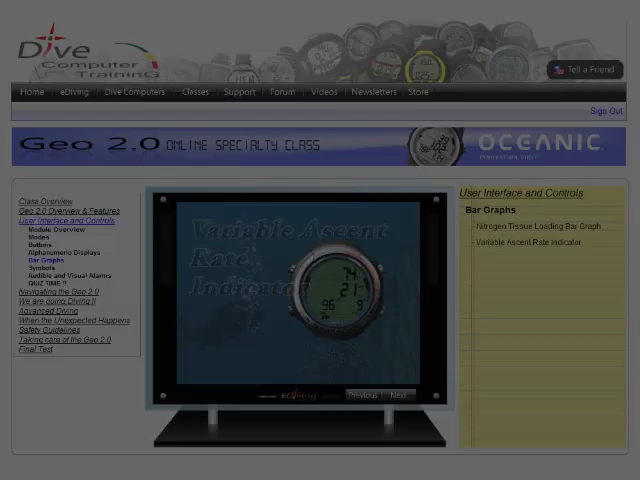 Dive
Computer
Training
Tell a Friend
Home eDiving Dive Computers Classes Support Forum Videos Newsletters Store
Sign Out
Geo 2.0 ONLINE SPECIALTY CLASS
OCEANIC
Class Overview
Geo 2.0 Overview & Features
User Interface and Controls
Module Overview
Modes
Buttons
Alphanumeric Displays
Bar Graphs
Symbols
Audible and Visual Alarms
QUIZ TIME !!
Navigating the Geo 2.0
We are going Diving !!
Advanced Diving
When the Unexpected Happens
Safety Guidelines
Taking care of the Geo 2.0
Final Test
Variable Ascent
Rate
Indicator
74
21
96 9
eDiving
Previous | Next
User Interface and Controls
Bar Graphs
- Nitrogen Tissue Loading Bar Graph
- Variable Ascent Rate Indicator